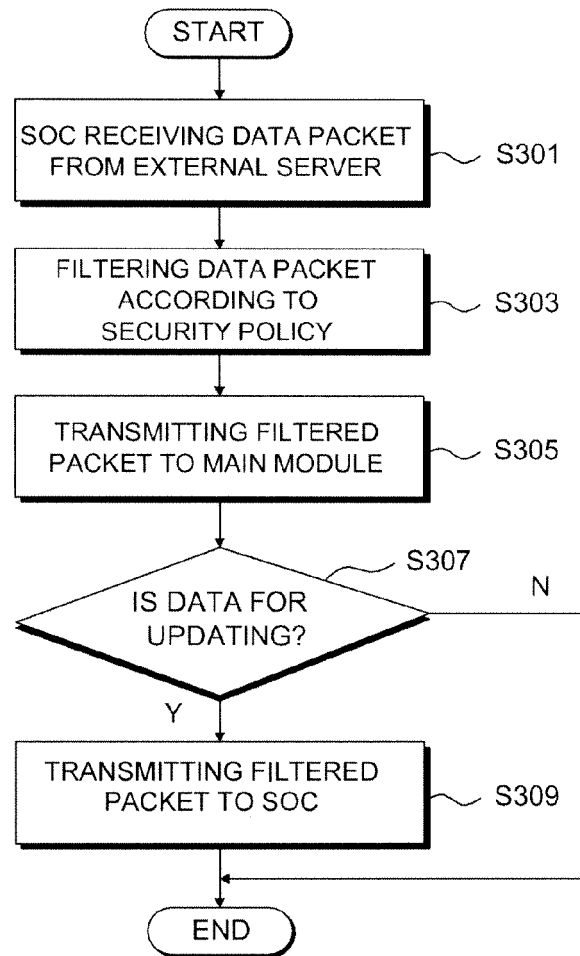 START
SOC RECEIVING DATA PACKET
FROM EXTERNAL SERVER
S301
FILTERING DATA PACKET
ACCORDING TO
SECURITY POLICY
S303
TRANSMITTING FILTERED
PACKET TO MAIN MODULE
S305
S307
IS DATA FOR
UPDATING?
N
Y
TRANSMITTING FILTERED
PACKET TO SOC
S309
END